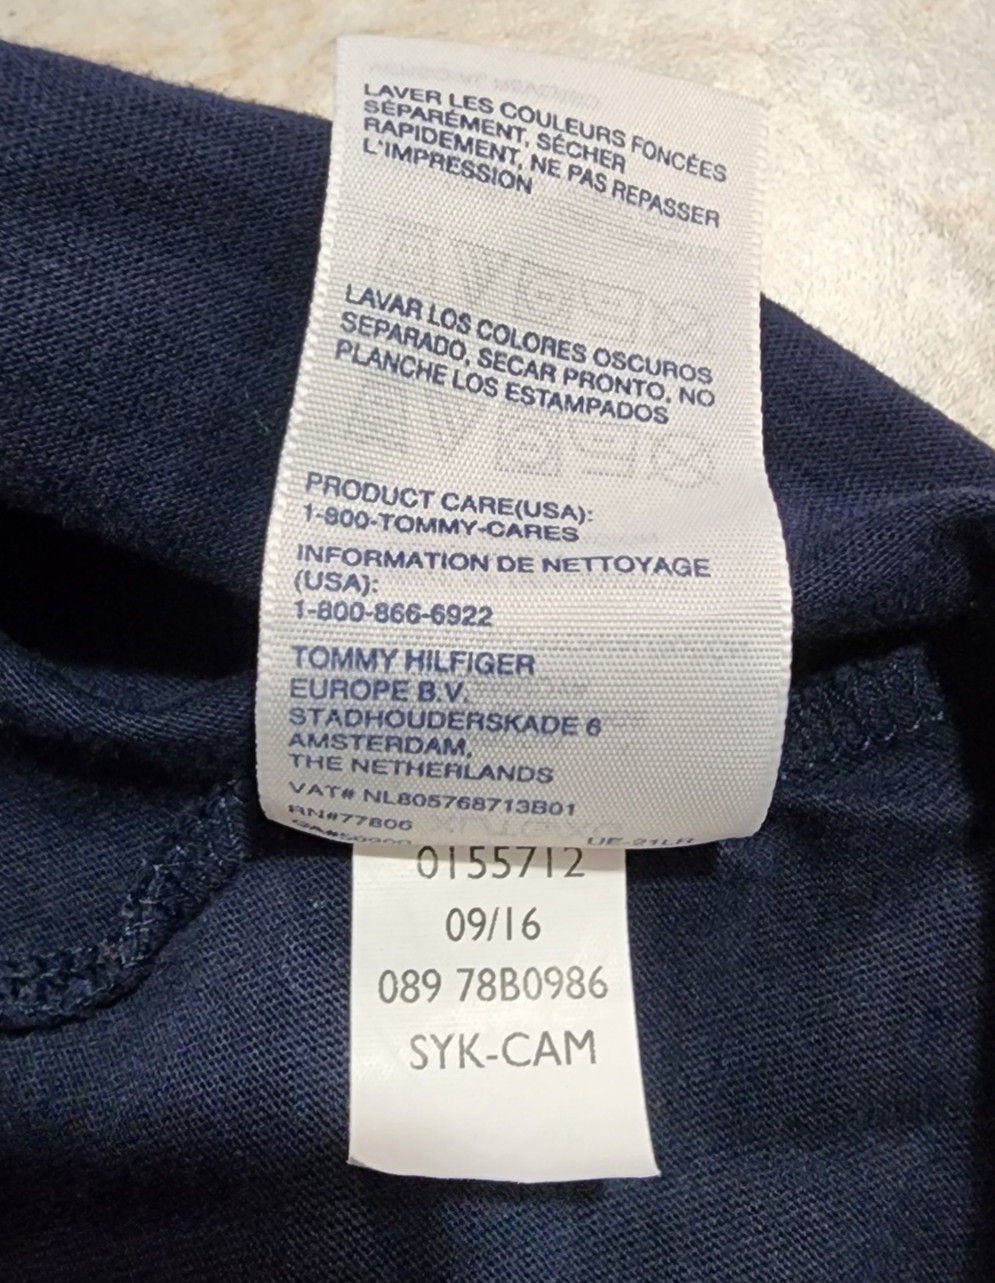 LAVER LES COULEURS FONCÉES
SÉPARÉMENT, SÉCHER
RAPIDEMENT, NE PAS REPASSER
L'IMPRESSION
LAVAR LOS COLORES OSCUROS
SEPARADO, SECAR PRONTO, NO
PLANCHE LOS ESTAMPADOS
PRODUCT CARE(USA):
1-800-TOMMY-CARES
INFORMATION DE NETTOYAGE
(USA):
1-800-866-6922
TOMMY HILFIGER
EUROPE B.V.
STADHOUDERSKADE 6
AMSTERDAM,
THE NETHERLANDS
VAT# NL805768713B01
RN#77806
0155712
09/16
089 78B0986
SYK-CAM